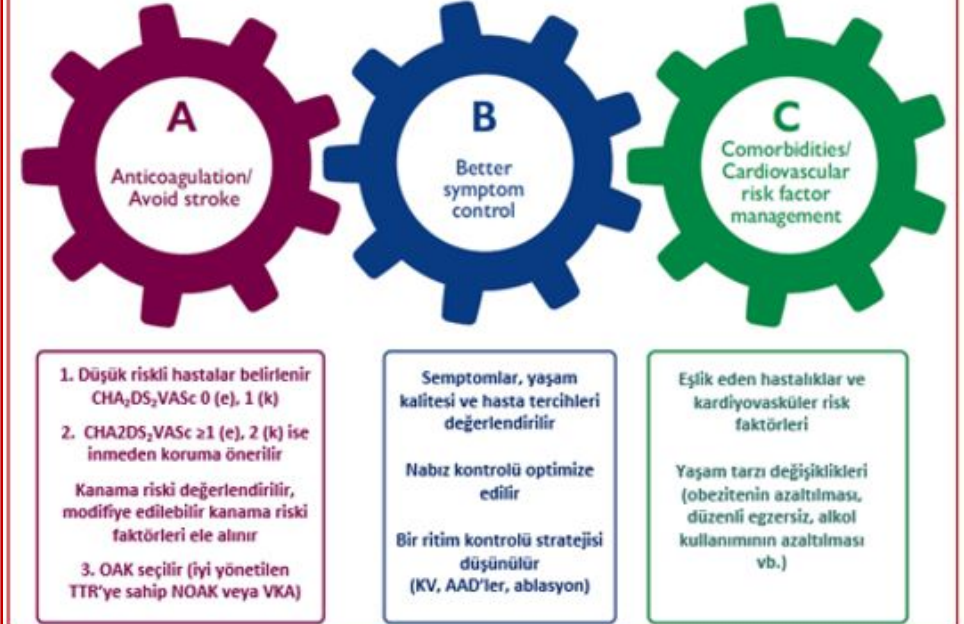 A
Anticoagulation/
Avoid stroke
B
Better
symptom
control
C
Comorbidities/
Cardiovascular
risk factor
management
1. Düşük riskli hastalar belirlenir
CHA₂DS₂VASc 0 (e), 1 (k)
2. CHA2DS₂VASc ≥1 (e), 2 (k) ise
inmeden koruma önerilir
Kanama riski değerlendirilir,
modifiye edilebilir kanama riski
faktörleri ele alınır
3. OAK seçilir (iyi yönetilen
TTR'ye sahip NOAK veya VKA)
Semptomlar, yaşam
kalitesi ve hasta tercihleri
değerlendirilir
Nabız kontrolü optimize
edilir
Bir ritim kontrolü stratejisi
düşünülür
(KV, AAD'ler, ablasyon)
Eşlik eden hastalıklar ve
kardiyovasküler risk
faktörleri
Yaşam tarzı değişiklikleri
(obezitenin azaltılması,
düzenli egzersiz, alkol
kullanımının azaltılması
vb.)